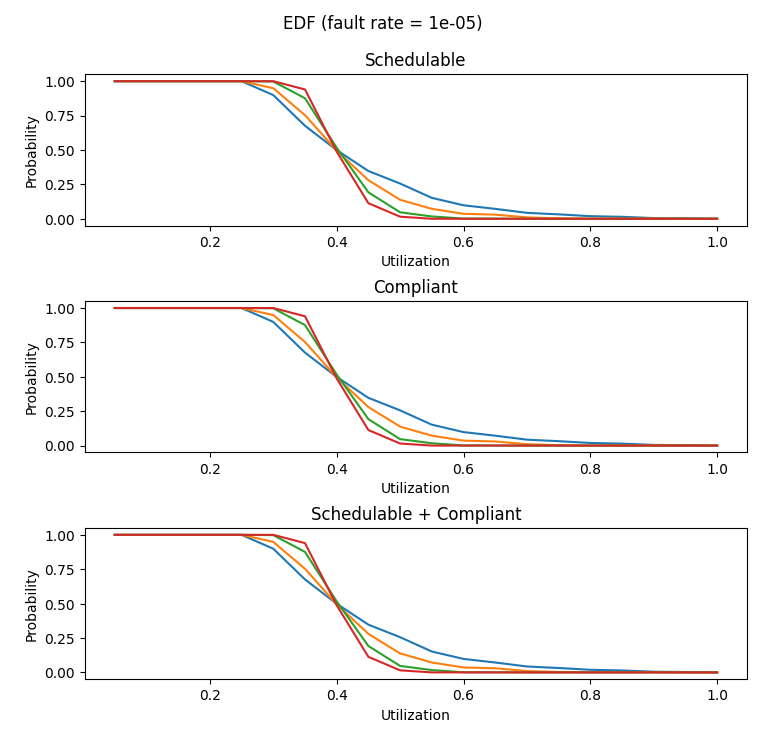 EDF (fault rate = 1e-05)
Schedulable
1.00
0.75
0.50
0.25
0.00
Probability
0.2 0.4 0.6 0.8 1.0
Utilization
Compliant
1.00
0.75
0.50
0.25
0.00
Probability
0.2 0.4 0.6 0.8 1.0
Utilization
Schedulable + Compliant
1.00
0.75
0.50
0.25
0.00
Probability
0.2 0.4 0.6 0.8 1.0
Utilization